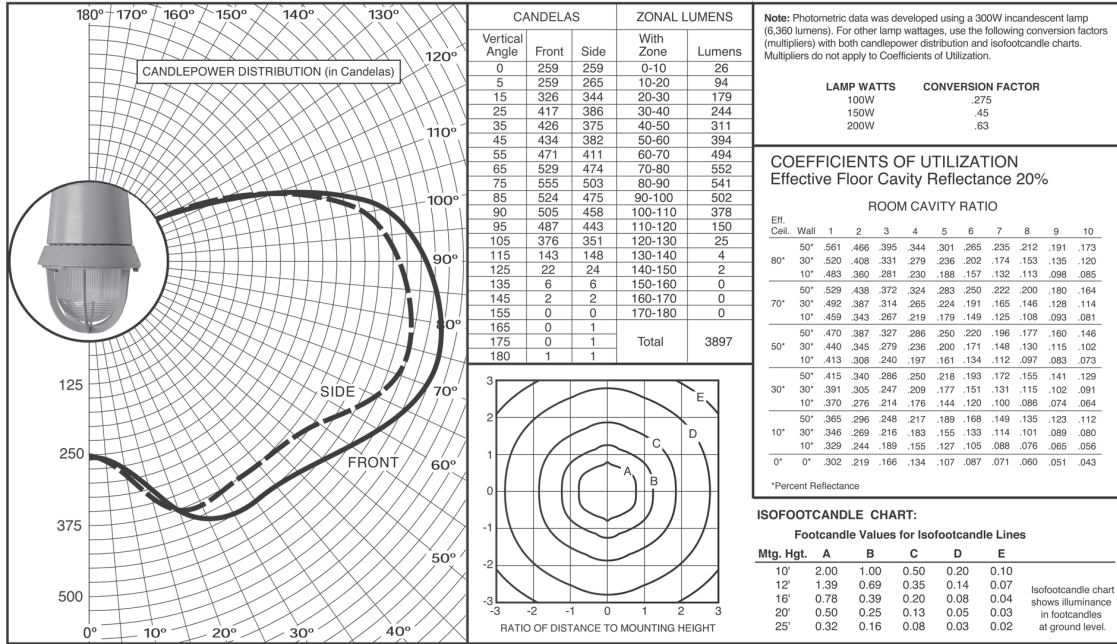 180º 170º 160º 150º 140º 130º
120º
CANDLEPOWER DISTRIBUTION (in Candelas)
110º
100º
90º
80º
125
SIDE
70º
250
FRONT
60º
375
50º
500
0º 10º 20º 30º 40º
CANDELAS ZONAL LUMENS
Vertical Angle Front Side With Zone Lumens
0 259 259 0-10 26
5 259 265 10-20 94
15 326 344 20-30 179
25 417 386 30-40 244
35 426 375 40-50 311
45 434 382 50-60 394
55 471 411 60-70 494
65 529 474 70-80 552
75 555 503 80-90 541
85 524 475 90-100 502
90 505 458 100-110 378
95 487 443 110-120 150
105 376 351 120-130 25
115 143 148 130-140 4
125 22 24 140-150 2
135 6 6 150-160 0
145 2 2 160-170 0
155 0 0 170-180 0
165 0 1
175 0 1 Total 3897
180 1 1
3
E
2
D
C
1
A
B
0
-1
-2
-3
-3 -2 -1 0 1 2 3
RATIO OF DISTANCE TO MOUNTING HEIGHT
Note: Photometric data was developed using a 300W incandescent lamp
(6,360 lumens). For other lamp wattages, use the following conversion factors
(multipliers) with both candlepower distribution and isofootcandle charts.
Multipliers do not apply to Coefficients of Utilization.
LAMP WATTS CONVERSION FACTOR
100W .275
150W .45
200W .63
COEFFICIENTS OF UTILIZATION
Effective Floor Cavity Reflectance 20%
ROOM CAVITY RATIO
Eff.
Ceil. Wall 1 2 3 4 5 6 7 8 9 10
50* .561 .466 .395 .344 .301 .265 .235 .212 .191 .173
80* 30* .520 .408 .331 .279 .236 .202 .174 .153 .135 .120
10* .483 .360 .281 .230 .188 .157 .132 .113 .098 .085
50* .529 .438 .372 .324 .283 .250 .222 .200 .180 .164
70* 30* .492 .387 .314 .265 .224 .191 .165 .146 .128 .114
10* .459 .343 .267 .219 .179 .149 .125 .108 .093 .081
50* .470 .387 .327 .286 .250 .220 .196 .177 .160 .146
50* 30* .440 .345 .279 .236 .200 .171 .148 .130 .115 .102
10* .413 .308 .240 .197 .161 .134 .112 .097 .083 .073
50* .415 .340 .286 .250 .218 .193 .172 .155 .141 .129
30* 30* .391 .305 .247 .209 .177 .151 .131 .115 .102 .091
10* .370 .276 .214 .176 .144 .120 .100 .086 .074 .064
50* .365 .296 .248 .217 .189 .168 .149 .135 .123 .112
10* 30* .346 .269 .216 .183 .155 .133 .114 .101 .089 .080
10* .329 .244 .189 .155 .127 .105 .088 .076 .065 .056
0* 0* .302 .219 .166 .134 .107 .087 .071 .060 .051 .043
*Percent Reflectance
ISOFOOTCANDLE CHART:
Footcandle Values for Isofootcandle Lines
Mtg. Hgt. A B C D E
10' 2.00 1.00 0.50 0.20 0.10
12' 1.39 0.69 0.35 0.14 0.07
16' 0.78 0.39 0.20 0.08 0.04
20' 0.50 0.25 0.13 0.05 0.03
25' 0.32 0.16 0.08 0.03 0.02
Isofootcandle chart
shows illuminance
in footcandles
at ground level.